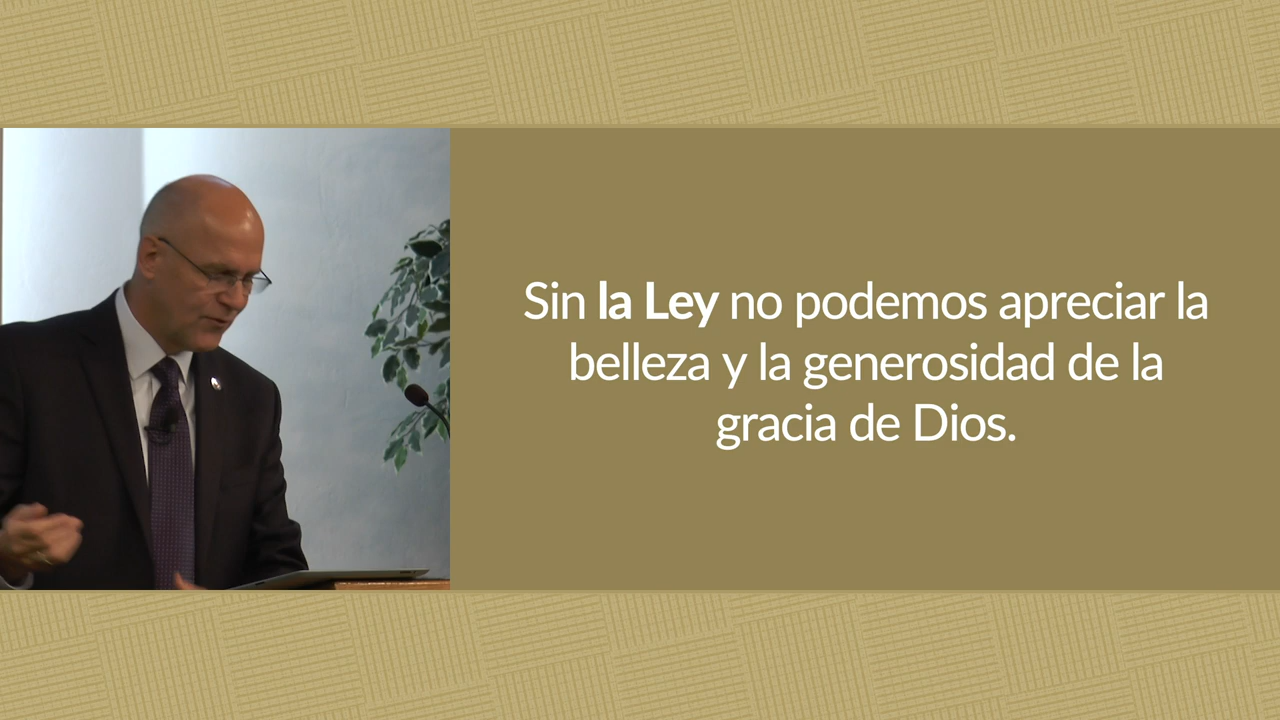 Sin la Ley no podemos apreciar la
belleza y la generosidad de la
gracia de Dios.